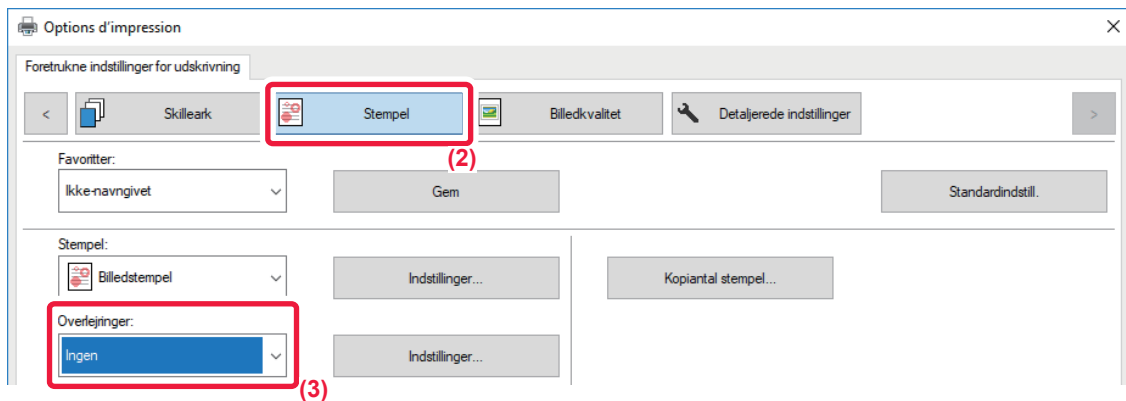 Options d'impression
Foretrukne indstillinger for udskrivning
< Skilleark Stempel Billedkvalitet Detaljerede indstillinger >
(2)
Favoritter:
Ikke-navngivet Gem Standardindstill.
Stempel:
Billedstempel Indstillinger... Kopiantal stempel...
Overlejringer:
Ingen Indstillinger...
(3)